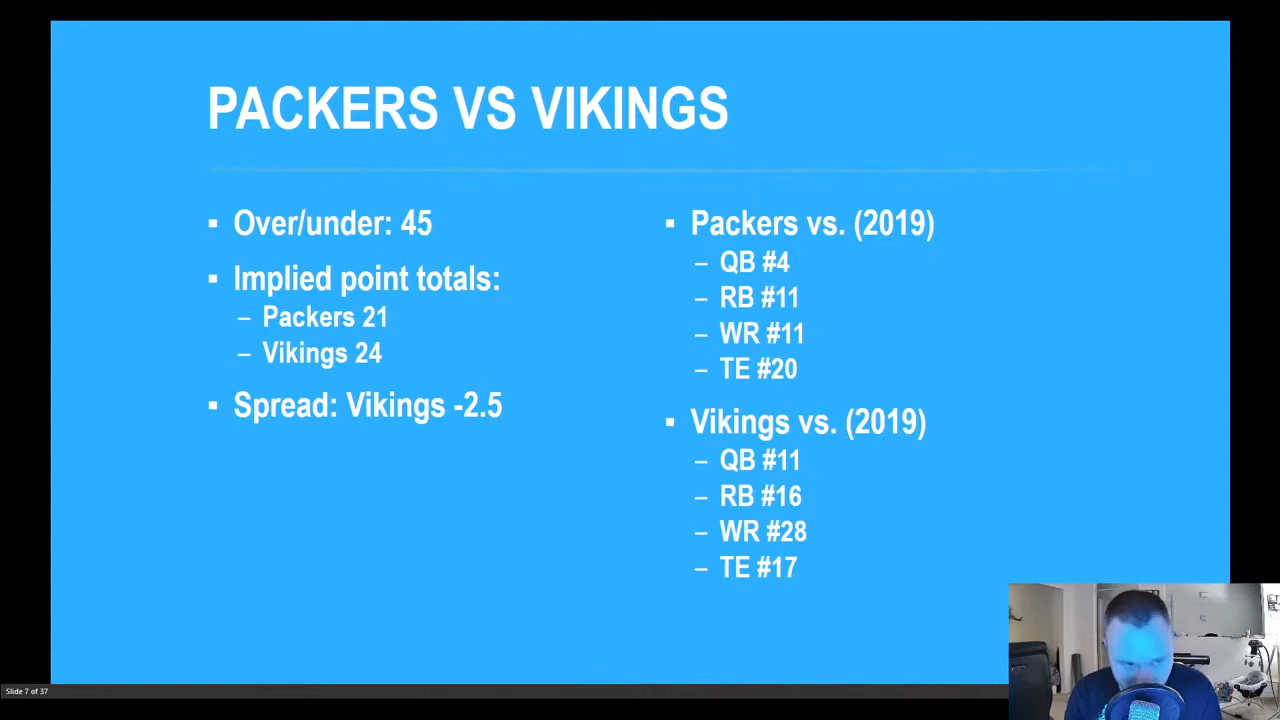 PACKERS VS VIKINGS
▪ Over/under: 45
▪ Implied point totals:
– Packers 21
– Vikings 24
▪ Spread: Vikings -2.5
▪ Packers vs. (2019)
– QB #4
– RB #11
– WR #11
– TE #20
▪ Vikings vs. (2019)
– QB #11
– RB #16
– WR #28
– TE #17
Slide 7 of 37